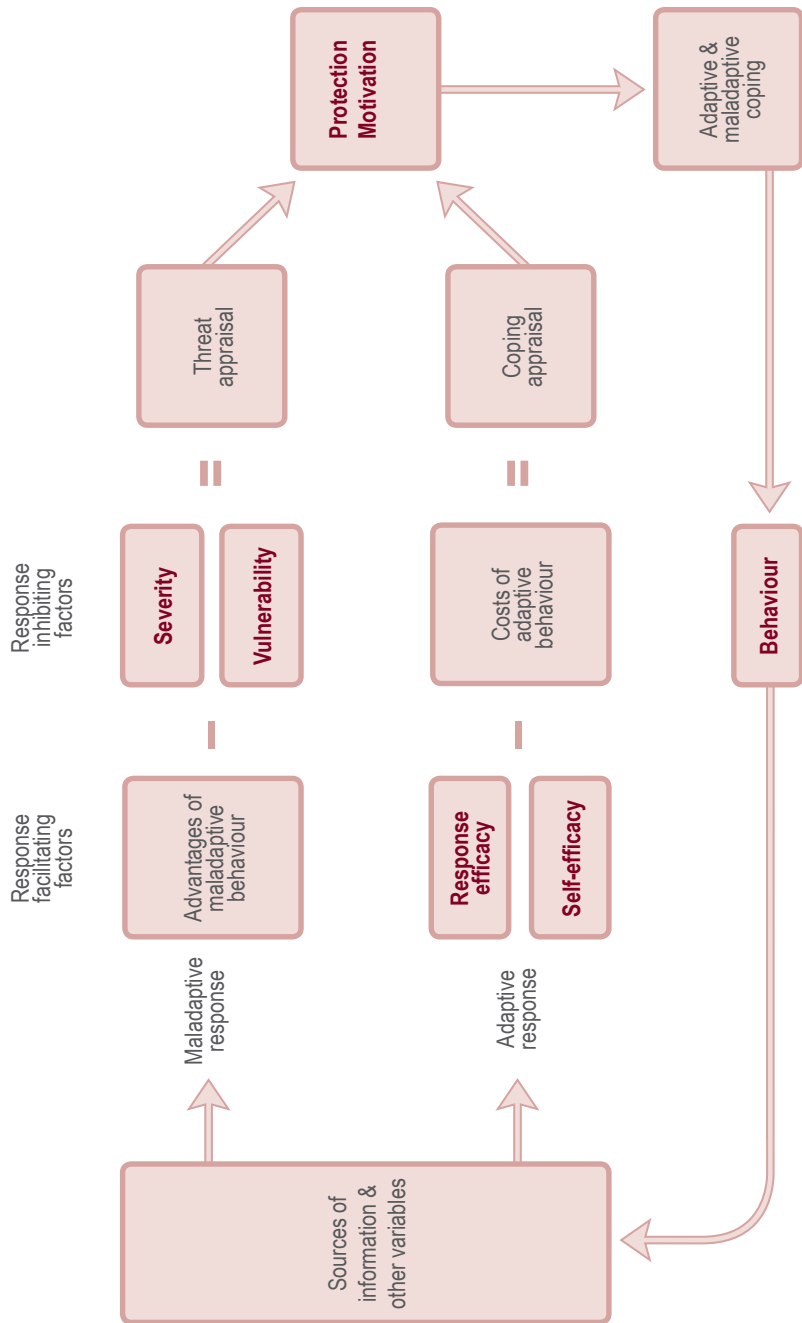 Response
facilitating
factors
Response
inhibiting
factors
Sources of
information &
other variables
Maladaptive
response
Advantages of
maladaptive
behaviour
Severity
Vulnerability
Threat
appraisal
Adaptive
response
Response
efficacy
Self-efficacy
Costs of
adaptive
behaviour
Coping
appraisal
Protection
Motivation
Adaptive &
maladaptive
coping
Behaviour